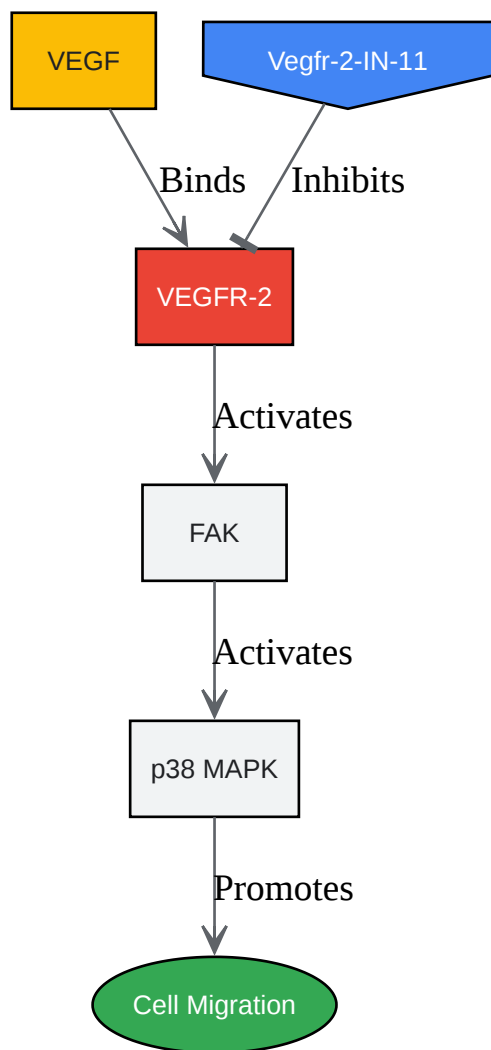 VEGF
Vegfr-2-IN-11
Binds
Inhibits
VEGFR-2
Activates
FAK
Activates
p38 MAPK
Promotes
Cell Migration